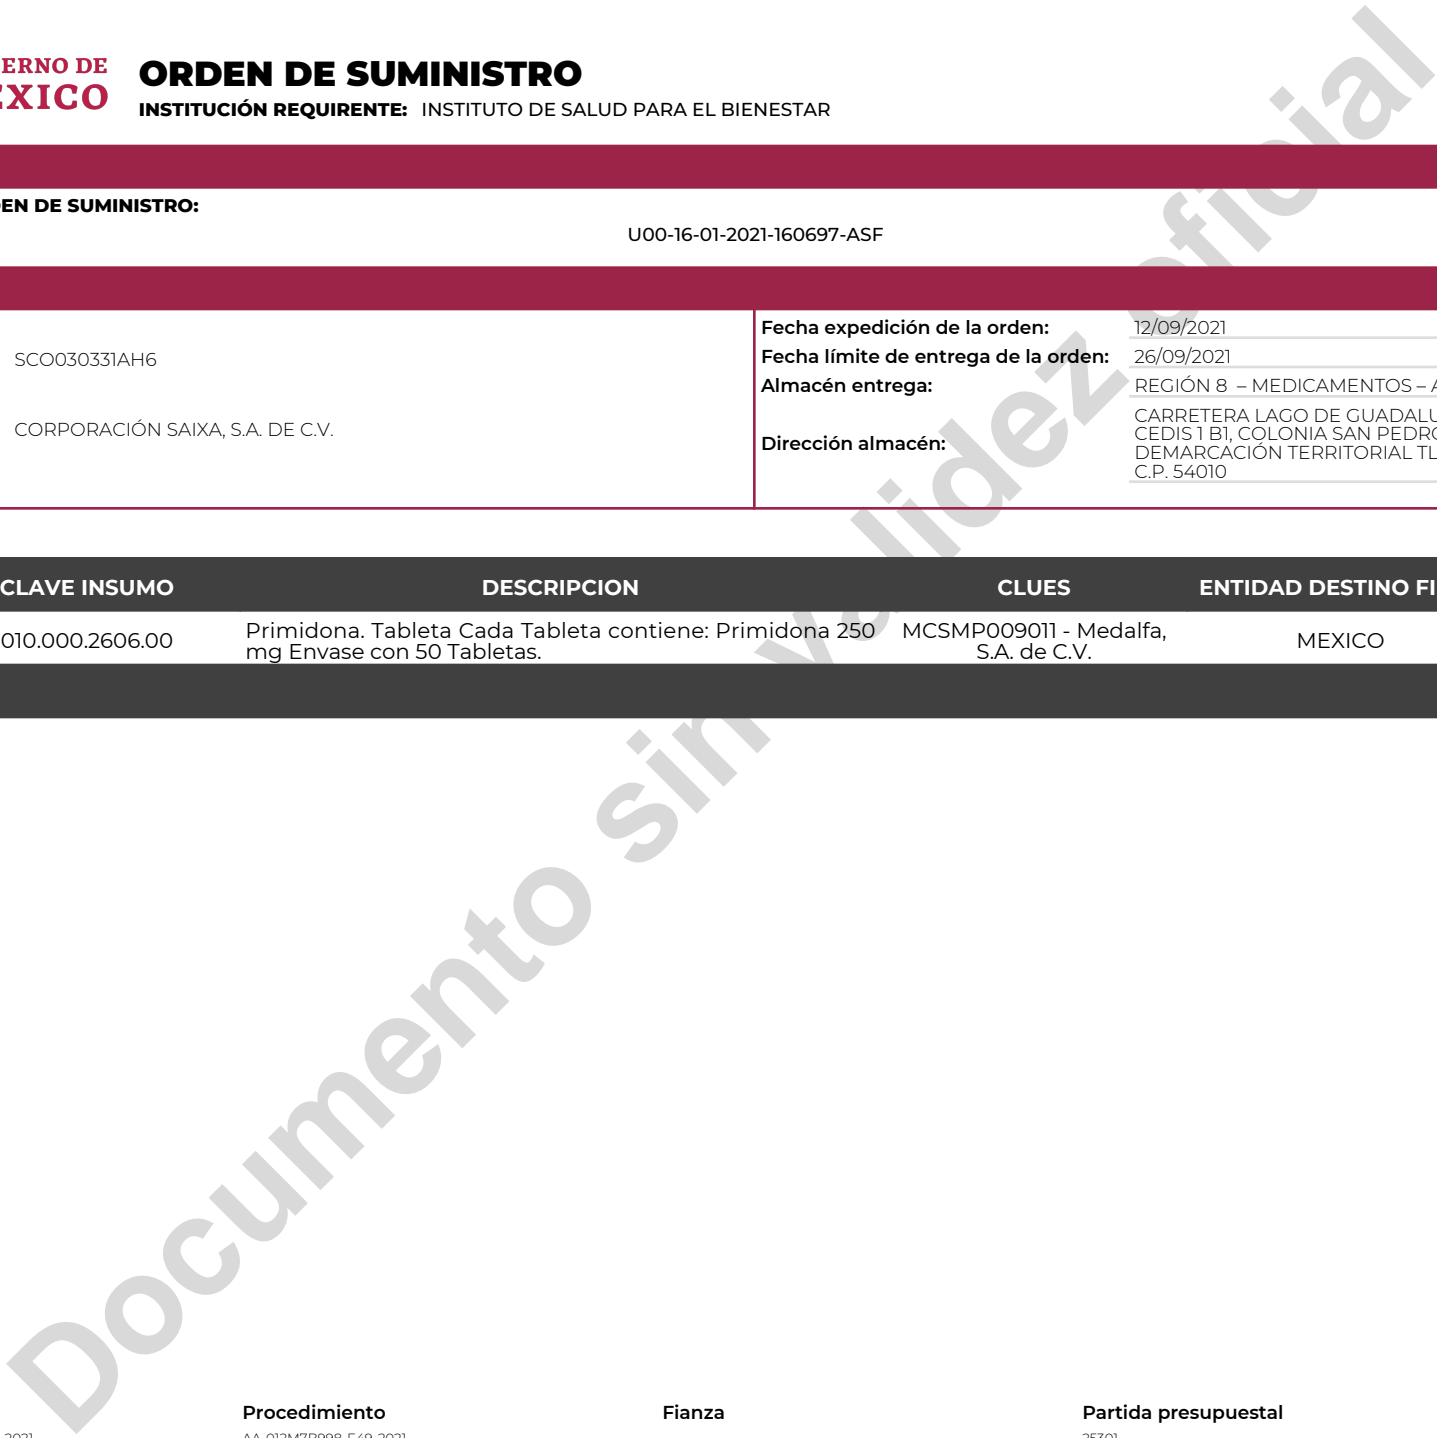 ERNO DE
EXICO
ORDEN DE SUMINISTRO
INSTITUCIÓN REQUIRENTE: INSTITUTO DE SALUD PARA EL BIENESTAR
EN DE SUMINISTRO:
U00-16-01-2021-160697-ASF
SCO030331AH6
CORPORACIÓN SAIXA, S.A. DE C.V.
Fecha expedición de la orden: 12/09/2021
Fecha límite de entrega de la orden: 26/09/2021
Almacén entrega: REGIÓN 8 – MEDICAMENTOS – A
Dirección almacén:
CARRETERA LAGO DE GUADALU
CEDIS 1 B1, COLONIA SAN PEDRO
DEMARCACIÓN TERRITORIAL TL
C.P. 54010
CLAVE INSUMO DESCRIPCION CLUES ENTIDAD DESTINO FI
010.000.2606.00
Primidona. Tableta Cada Tableta contiene: Primidona 250
mg Envase con 50 Tabletas.
MCSMP009011 - Medalfa,
S.A. de C.V.
MEXICO
Documento sin validez oficial
Procedimiento Fianza Partida presupuestal